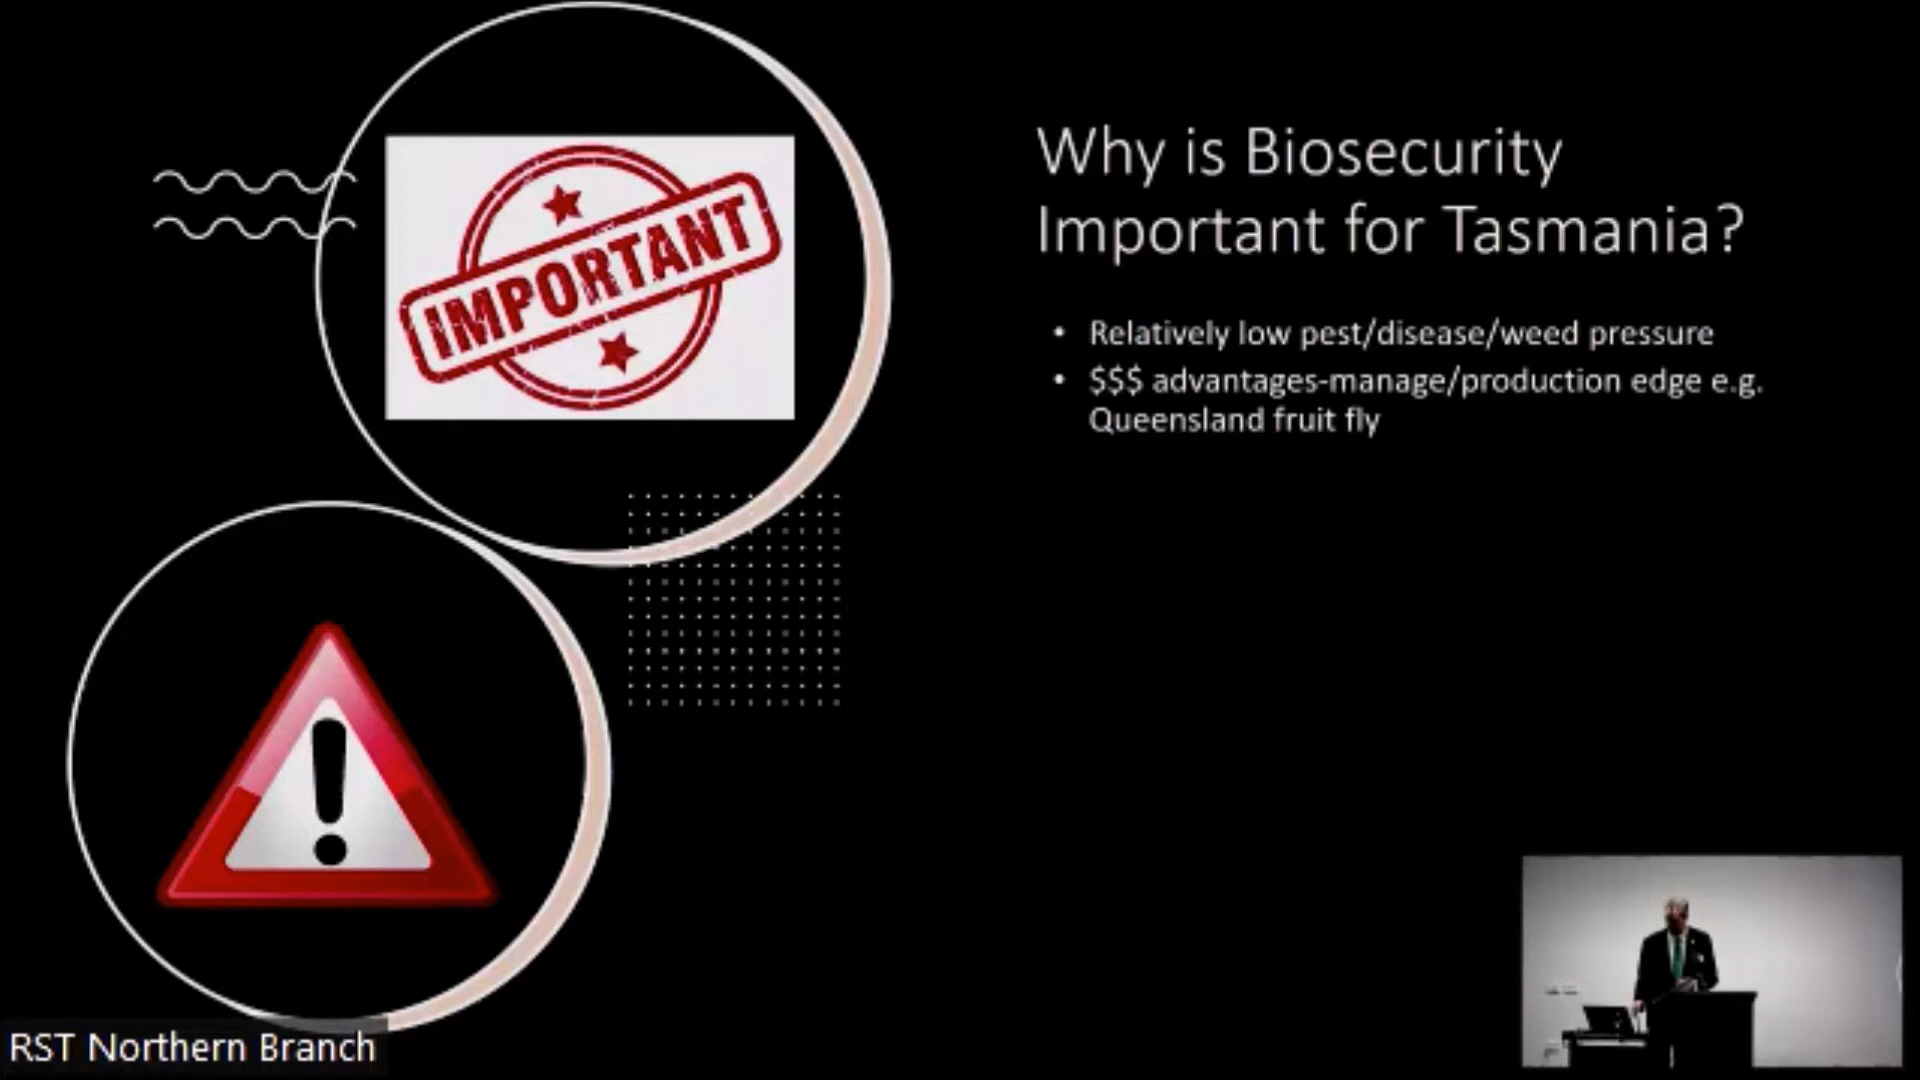 IMPORTANT
Why is Biosecurity
Important for Tasmania?
• Relatively low pest/disease/weed pressure
• $$$ advantages-manage/production edge e.g.
Queensland fruit fly
RST Northern Branch